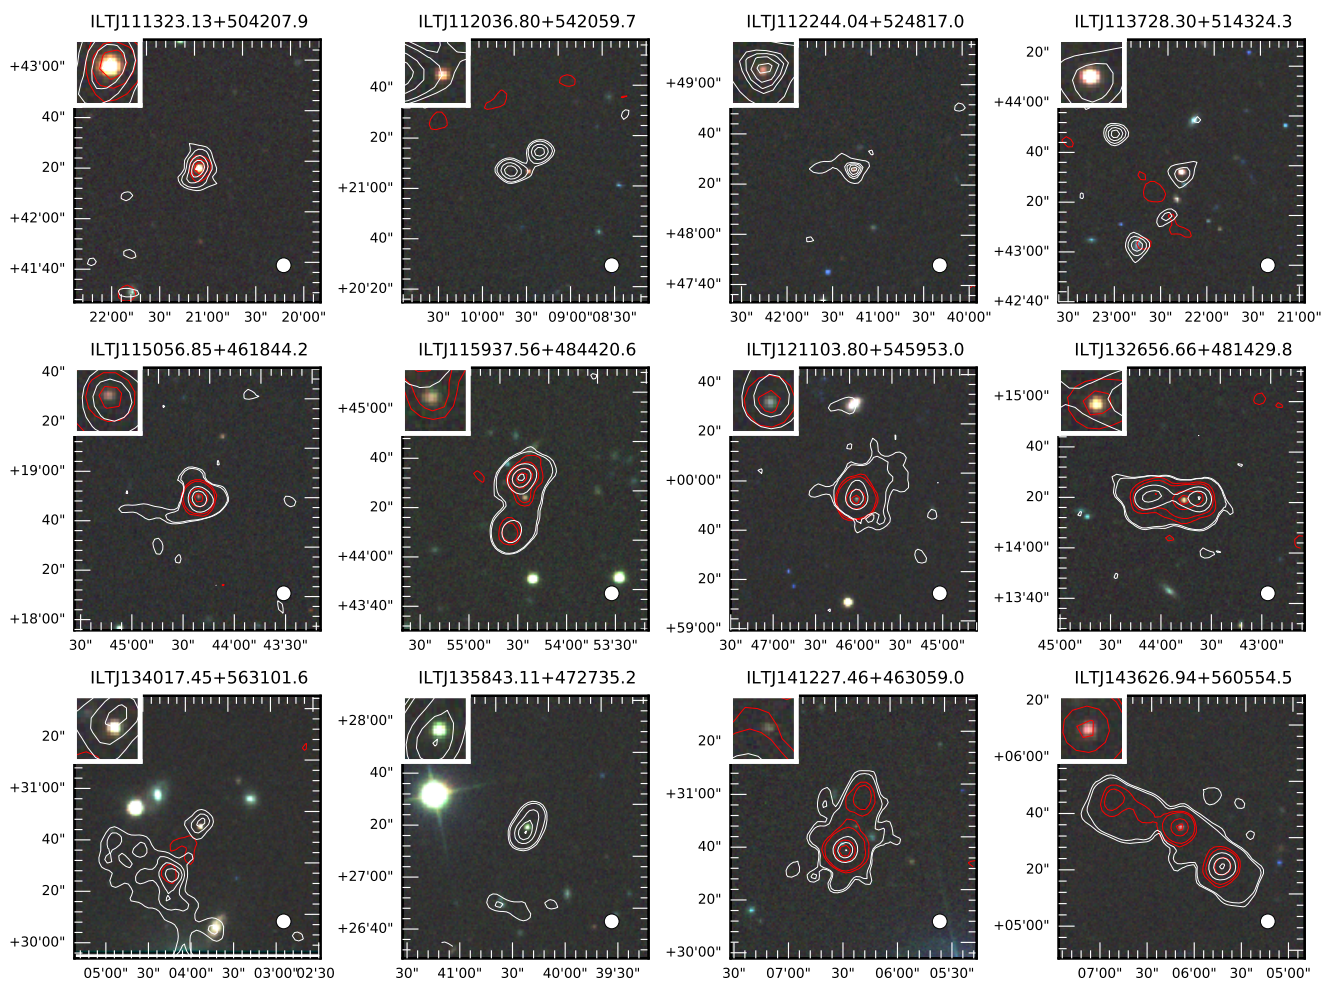 ILTJ111323.13+504207.9
ILTJ112036.80+542059.7
ILTJ112244.04+524817.0
ILTJ113728.30+514324.3
+43'00"
40"
20"
+42'00"
+41'40"
22'00" 30" 21'00" 30" 20'00"
40"
20"
+21'00"
40"
+20'20"
30" 10'00" 30" 09'00"08'30"
+49'00"
40"
20"
+48'00"
+47'40"
30" 42'00" 30" 41'00" 30" 40'00"
20"
+44'00"
40"
20"
+43'00"
+42'40"
30" 23'00" 30" 22'00" 30" 21'00"
ILTJ115056.85+461844.2
ILTJ115937.56+484420.6
ILTJ121103.80+545953.0
ILTJ132656.66+481429.8
40"
20"
+19'00"
40"
20"
+18'00"
30" 45'00" 30" 44'00" 43'30"
+45'00"
40"
20"
+44'00"
+43'40"
30" 55'00" 30" 54'00" 53'30"
40"
20"
+00'00"
40"
20"
+59'00"
30" 47'00" 30" 46'00" 30" 45'00"
+15'00"
40"
20"
+14'00"
+13'40"
45'00" 30" 44'00" 30" 43'00"
ILTJ134017.45+563101.6
ILTJ135843.11+472735.2
ILTJ141227.46+463059.0
ILTJ143626.94+560554.5
20"
+31'00"
40"
20"
+30'00"
05'00" 30" 04'00" 30" 03'00"02'30"
+28'00"
40"
20"
+27'00"
+26'40"
30" 41'00" 30" 40'00" 39'30"
20"
+31'00"
40"
20"
+30'00"
30" 07'00" 30" 06'00" 05'30"
20"
+06'00"
40"
20"
+05'00"
07'00" 30" 06'00" 30" 05'00"